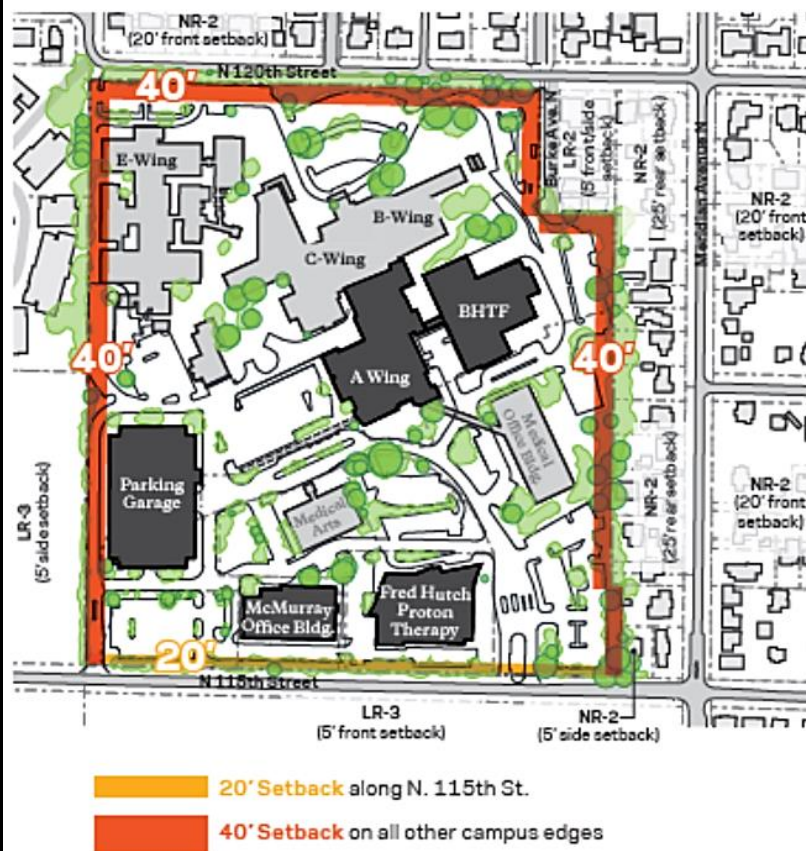 NR-2
(20' front setback)
N 120th Street
40'
Burke Ave N
LR-2
(5' front/side
setback)
NR-2
(25' rear setback)
Meridian Avenue N
NR-2
(20' front
setback)
E-Wing
B-Wing
C-Wing
BHTF
40'
40'
A Wing
Medical
Office Bldg.
Parking
Garage
LR-3
(5' side setback)
Medical
Arts
NR-2
(25' rear setback)
NR-2
(20' front
setback)
McMurray
Office Bldg.
Fred Hutch
Proton
Therapy
20'
N 115th Street
LR-3
(5' front setback)
NR-2
(5' side setback)
20' Setback along N. 115th St.
40' Setback on all other campus edges